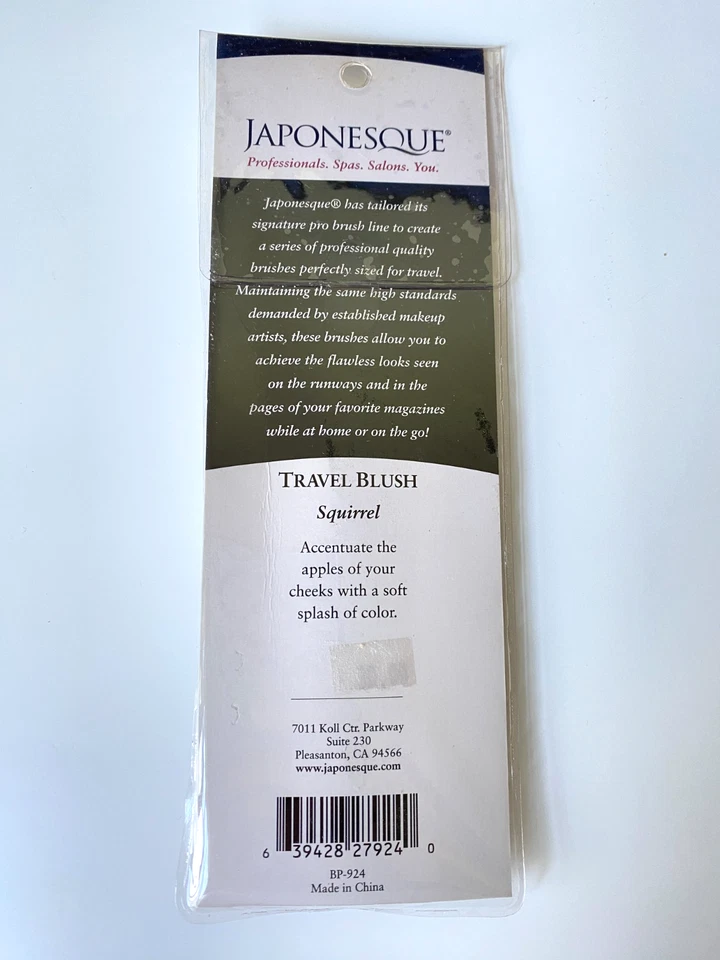 JAPONESQUE®
Professionals. Spas. Salons. You.
Japonesque® has tailored its
signature pro brush line to create
a series of professional quality
brushes perfectly sized for travel.
Maintaining the same high standards
demanded by established makeup
artists, these brushes allow you to
achieve the flawless looks seen
on the runways and in the
pages of your favorite magazines
while at home or on the go!
TRAVEL BLUSH
Squirrel
Accentuate the
apples of your
cheeks with a soft
splash of color.
7011 Koll Ctr. Parkway
Suite 230
Pleasanton, CA 94566
www.japonesque.com
6 39428 27924 0
BP-924
Made in China